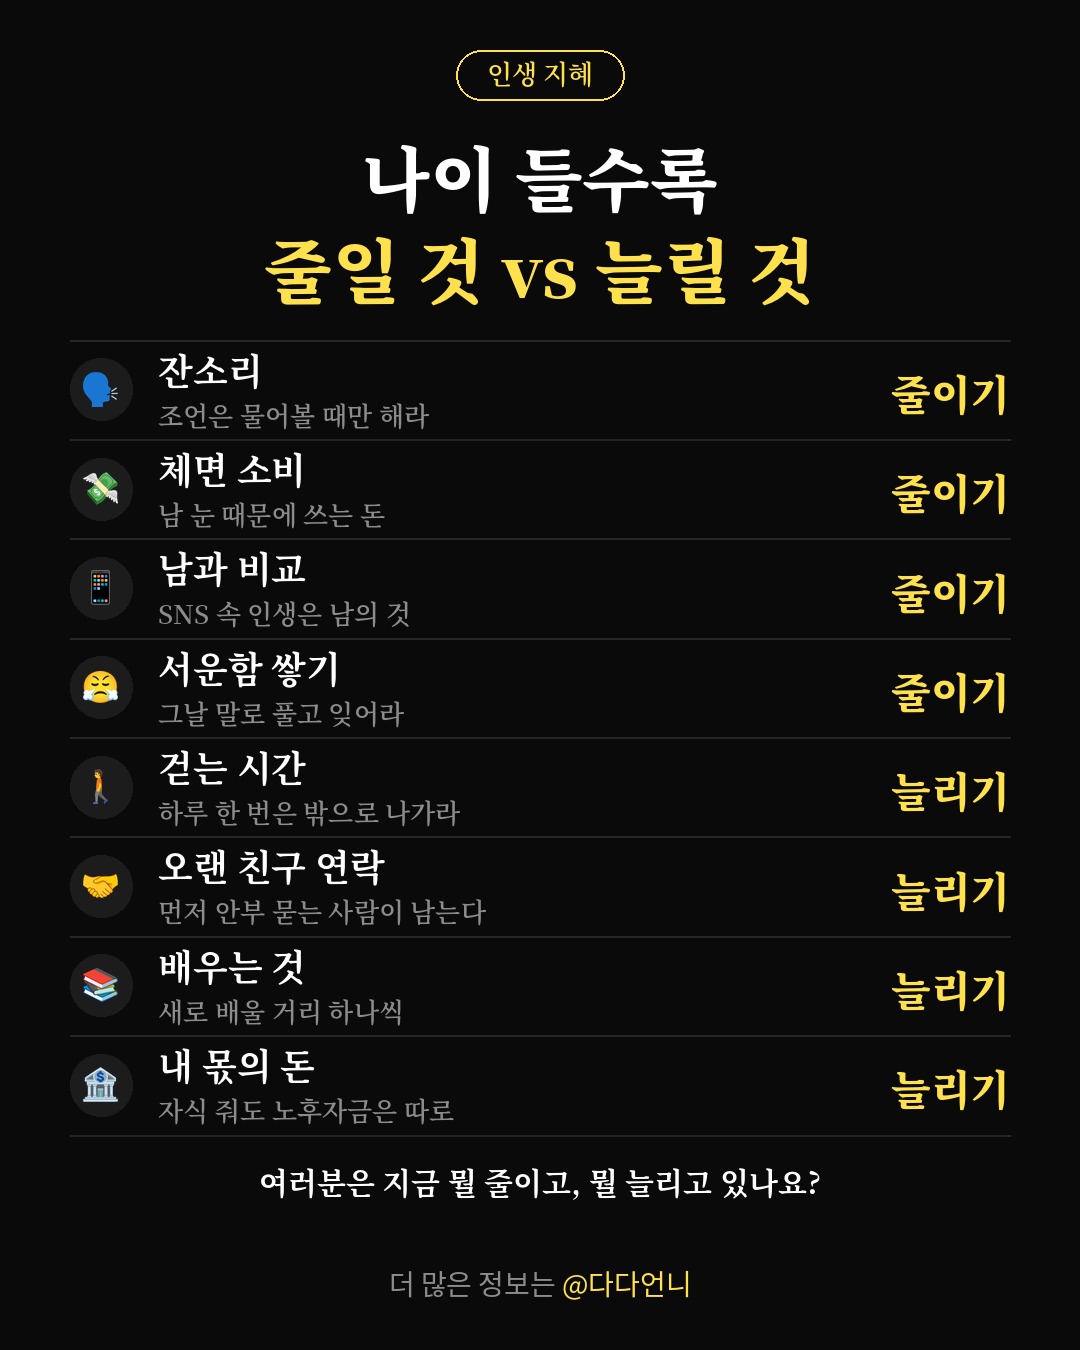 인생 지혜
나이 들수록
줄일 것 vs 늘릴 것
잔소리
조언은 물어볼 때만 해라
줄이기
체면 소비
남 눈 때문에 쓰는 돈
줄이기
남과 비교
SNS 속 인생은 남의 것
줄이기
서운함 쌓기
그날 말로 풀고 잊어라
줄이기
걷는 시간
하루 한 번은 밖으로 나가라
늘리기
오랜 친구 연락
먼저 안부 묻는 사람이 남는다
늘리기
배우는 것
새로 배울 거리 하나씩
늘리기
내 몫의 돈
자식 줘도 노후자금은 따로
늘리기
여러분은 지금 뭘 줄이고, 뭘 늘리고 있나요?
더 많은 정보는 @다다언니